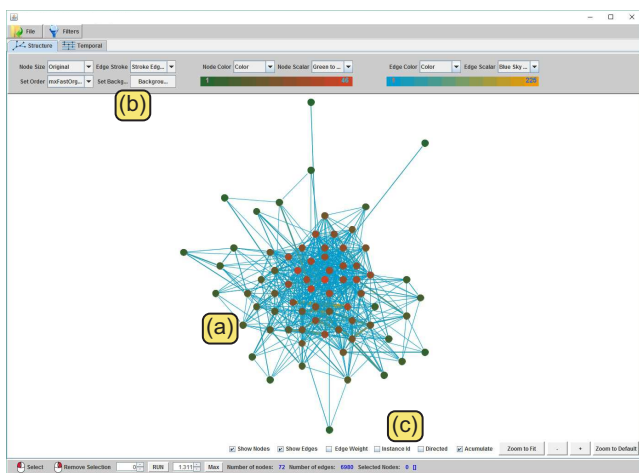 File Filters
Structure Temporal
Node Size Original Edge Stroke Stroke Edg... Node Color Color Node Scalar Green to ... Edge Color Color Edge Scalar Blue Sky ...
Set Order mxFastOrg... Set Backg... Backgrou...
1 46 225
(b)
(a)
(c)
Show Nodes Show Edges Edge Weight Instance Id Directed Acumulate Zoom to Fit - + Zoom to Default
Select Remove Selection 0 RUN 1.311 Max Number of nodes: 72 Number of edges: 6980 Selected Nodes: 0 []